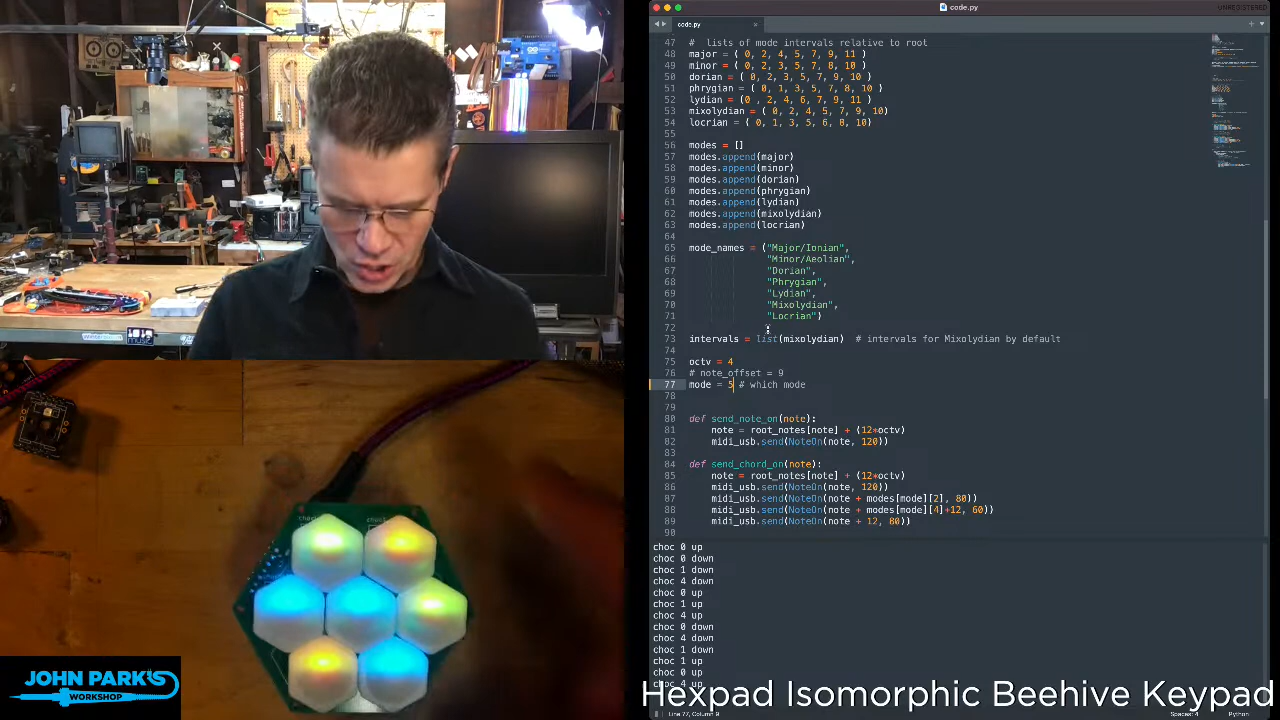 code.py
UNREGISTERED
code.py
47 # Lists of mode intervals relative to root
48 major = ( 0, 2, 4, 5, 7, 9, 11 )
49 minor = ( 0, 2, 3, 5, 7, 8, 10 )
50 dorian = ( 0, 2, 3, 5, 7, 9, 10 )
51 phrygian = ( 0, 1, 3, 5, 7, 8, 10 )
52 lydian = (0 , 2, 4, 6, 7, 9, 11 )
53 mixolydian = ( 0, 2, 4, 5, 7, 9, 10)
54 locrian = ( 0, 1, 3, 5, 6, 8, 10)
55
56 modes = []
57 modes.append(major)
58 modes.append(minor)
59 modes.append(dorian)
60 modes.append(phrygian)
61 modes.append(lydian)
62 modes.append(mixolydian)
63 modes.append(locrian)
64
65 mode_names = ("Major/Ionian",
66 "Minor/Aeolian",
67 "Dorian",
68 "Phrygian",
69 "Lydian",
70 "Mixolydian",
71 "Locrian")
72
73 intervals = list(mixolydian) # intervals for Mixolydian by default
74
75 octv = 4
76 # note_offset = 9
77 mode = 5 # which mode
78
79
80 def send_note_on(note):
81 note = root_notes[note] + (12*octv)
82 midi_usb.send(NoteOn(note, 120))
83
84 def send_chord_on(note):
85 note = root_notes[note] + (12*octv)
86 midi_usb.send(NoteOn(note, 120))
87 midi_usb.send(NoteOn(note + modes[mode][2], 80))
88 midi_usb.send(NoteOn(note + modes[mode][4]+12, 60))
89 midi_usb.send(NoteOn(note + 12, 80))
90
choc 0 up
choc 0 down
choc 1 down
choc 4 down
choc 0 up
choc 1 up
choc 4 up
choc 0 down
choc 4 down
choc 1 down
choc 1 up
choc 0 up
Hexpad Isomorphic Beehive Keypad
Line 77, Column 9
Spaces: 4
Python
JOHN PARK'S
WORKSHOP